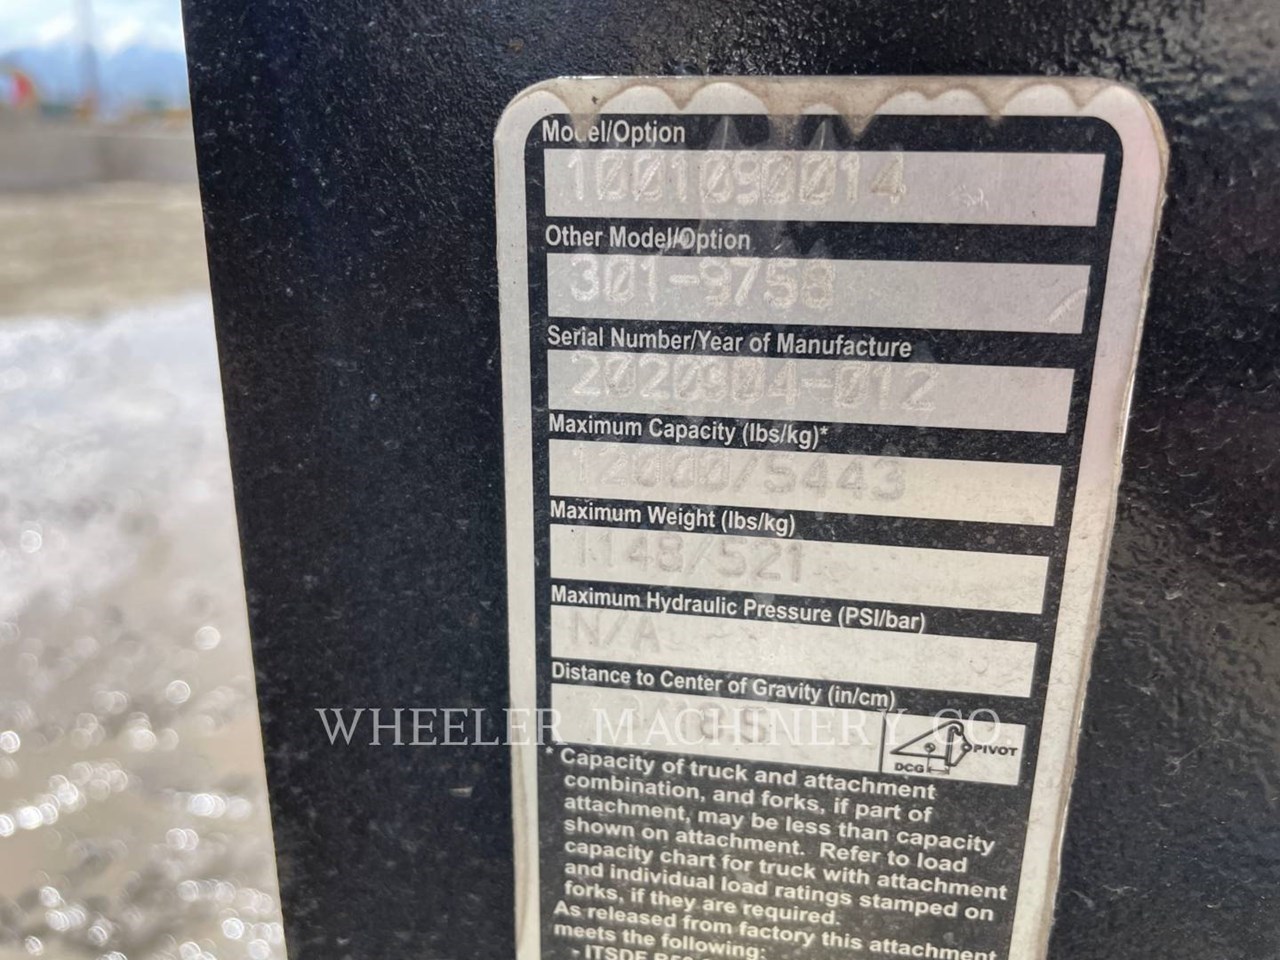 Model/Option
1001090014
Other Model/Option
301-9758
Serial Number/Year of Manufacture
2020904-012
Maximum Capacity (lbs/kg)*
12000/5443
Maximum Weight (lbs/kg)
1148/521
Maximum Hydraulic Pressure (PSI/bar)
N/A
Distance to Center of Gravity (in/cm)
WHEELER MACHINERY CO.
PIVOT
DCG
* Capacity of truck and attachment
combination, and forks, if part of
attachment, may be less than capacity
shown on attachment. Refer to load
capacity chart for truck with attachment
and individual load ratings stamped on
forks, if they are required.
As released from factory this attachment
meets the following: